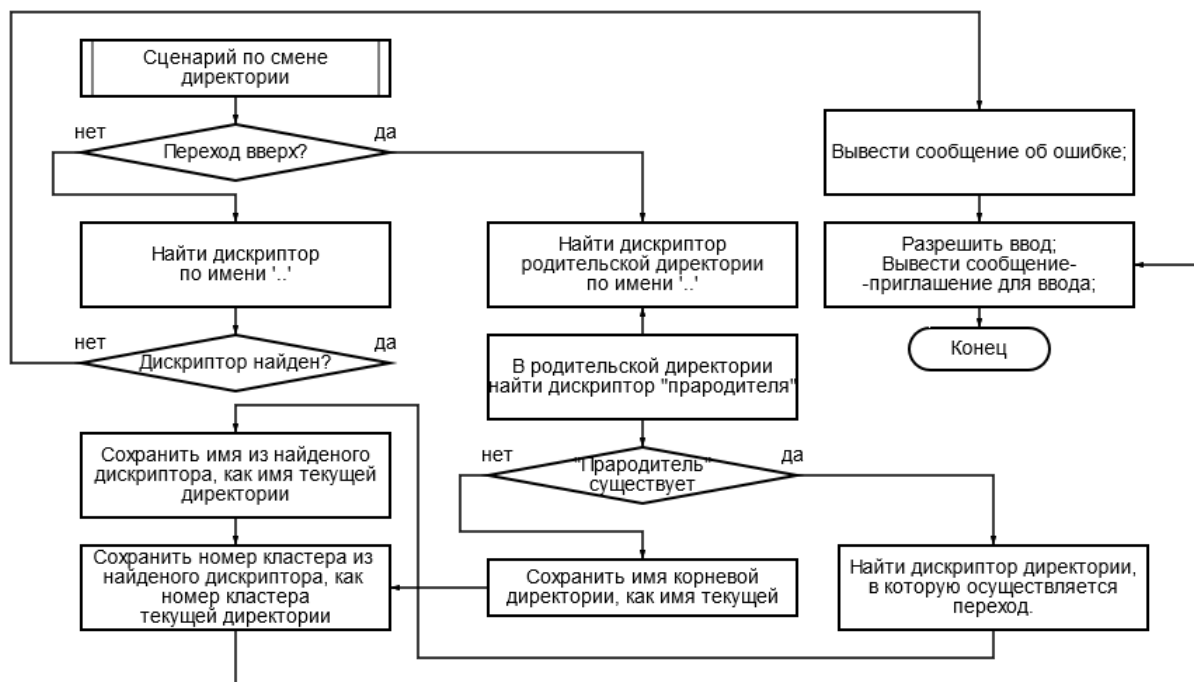 Сценарий по смене
директории
нет
да
Переход вверх?
Вывести сообщение об ошибке;
Найти дискриптор
по имени '..'
Найти дискриптор
родительской директории
по имени '..'
Разрешить ввод;
Вывести сообщение-
-приглашение для ввода;
нет
да
Дискриптор найден?
В родительской директории
найти дискриптор "прародителя"
Конец
Сохранить имя из найденого
дискриптора, как имя текущей
директории
нет
да
"Прародитель"
существует
Сохранить номер кластера из
найденого дискриптора, как
номер кластера
текущей директории
Сохранить имя корневой
директории, как имя текущей
Найти дискриптор директории,
в которую осуществляется
переход.